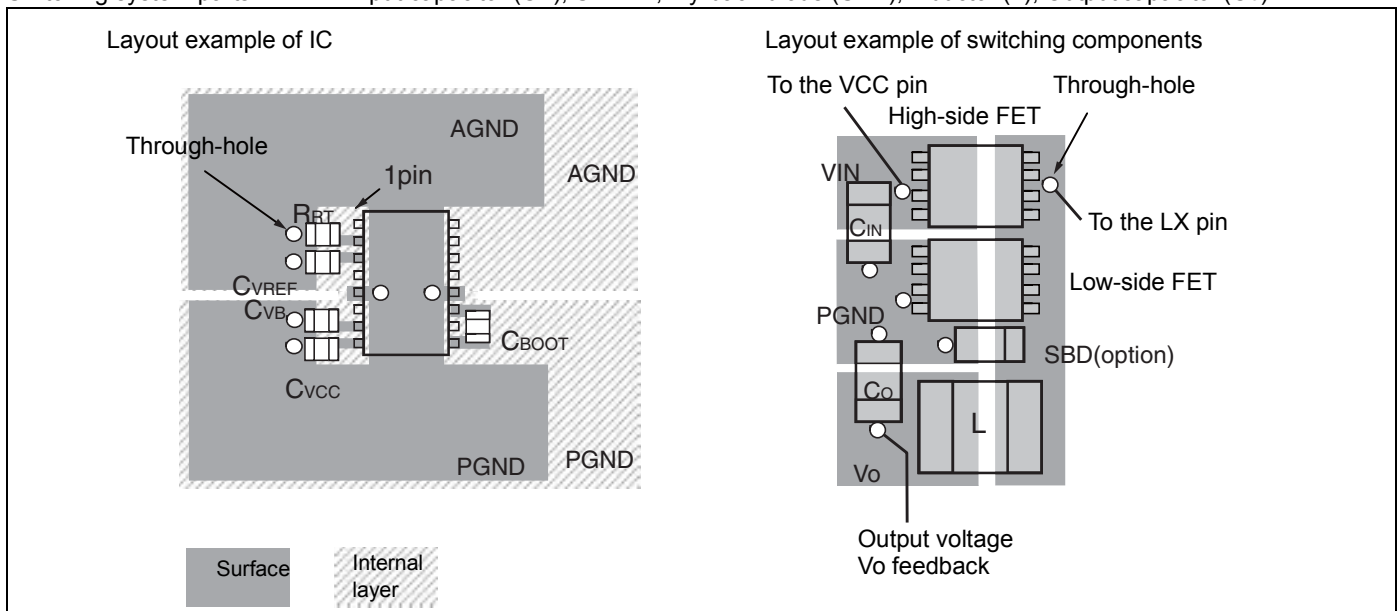 Layout example of IC
AGND
Through-hole
1pin
AGND
RRT
CVREF
CVB
CBOOT
CVCC
PGND
PGND
Surface
Internal
layer
Layout example of switching components
To the VCC pin
Through-hole
High-side FET
VIN
CIN
To the LX pin
Low-side FET
PGND
SBD(option)
CO
L
Vo
Output voltage
Vo feedback